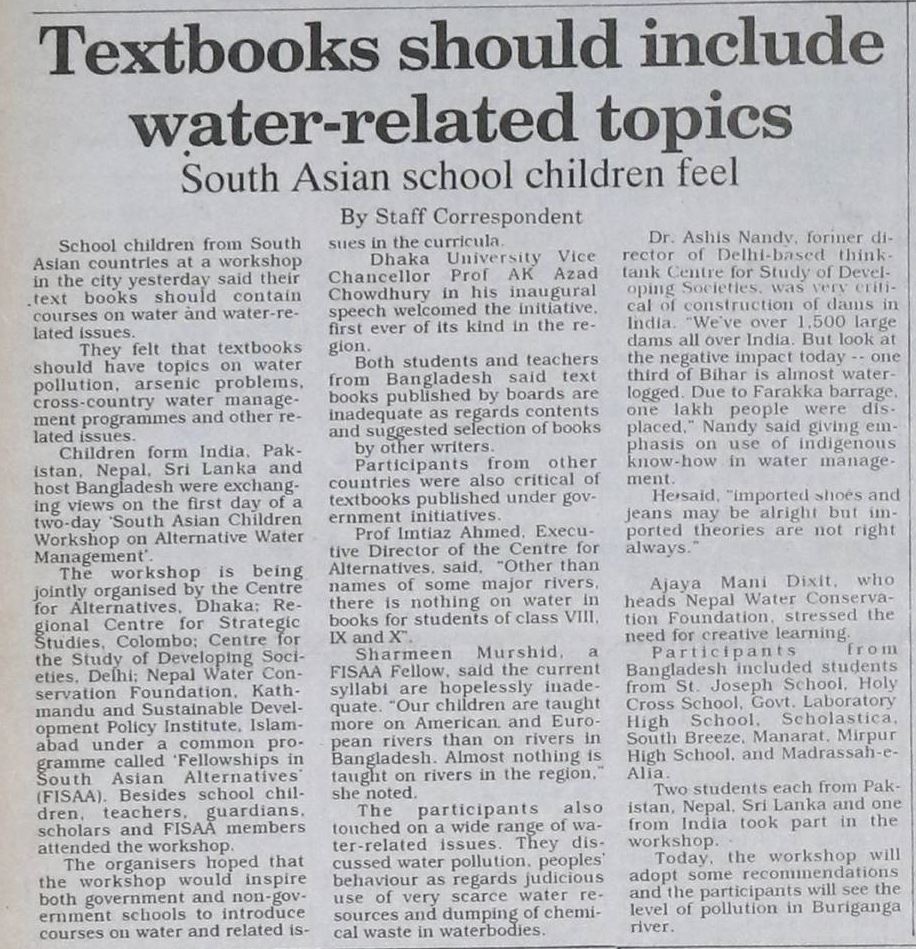 Textbooks should include
water-related topics
South Asian school children feel
By Staff Correspondent
School children from South
Asian countries at a workshop
in the city yesterday said their
text books should contain
courses on water and water-re-
lated issues.
They felt that textbooks
should have topics on water
pollution, arsenic problems,
cross-country water manage-
ment programmes and other re-
lated issues.
Children form India, Pak-
istan, Nepal, Sri Lanka and
host Bangladesh were exchang-
ing views on the first day of a
two-day 'South Asian Children
Workshop on Alternative Water
Management'.
The workshop is being
jointly organised by the Centre
for Alternatives, Dhaka; Re-
gional Centre for Strategic
Studies, Colombo; Centre for
the Study of Developing Soci-
eties, Delhi; Nepal Water Con-
servation Foundation, Kath-
mandu and Sustainable Devel-
opment Policy Institute, Islam-
abad under a common pro-
gramme called 'Fellowships in
South Asian Alternatives'
(FISAA). Besides school chil-
dren, teachers, guardians,
scholars and FISAA members
attended the workshop.
The organisers hoped that
the workshop would inspire
both government and non-gov-
ernment schools to introduce
courses on water and related is-
sues in the curricula.
Dhaka University Vice
Chancellor Prof AK Azad
Chowdhury in his inaugural
speech welcomed the initiative,
first ever of its kind in the re-
gion.
Both students and teachers
from Bangladesh said text
books published by boards are
inadequate as regards contents
and suggested selection of books
by other writers.
Participants from other
countries were also critical of
textbooks published under gov-
ernment initiatives.
Prof Imtiaz Ahmed, Execu-
tive Director of the Centre for
Alternatives, said, "Other than
names of some major rivers,
there is nothing on water in
books for students of class VIII,
IX and X".
Sharmeen Murshid, a
FISAA Fellow, said the current
syllabi are hopelessly inade-
quate. "Our children are taught
more on American and Euro-
pean rivers than on rivers in
Bangladesh. Almost nothing is
taught on rivers in the region,"
she noted.
The participants also
touched on a wide range of wa-
ter-related issues. They dis-
cussed water pollution, peoples'
behaviour as regards judicious
use of very scarce water re-
sources and dumping of chemi-
cal waste in waterbodies.
Dr. Ashis Nandy, former di-
rector of Delhi-based think-
tank Centre for Study of Devel-
oping Societies, was very criti-
cal of construction of dams in
India. "We've over 1,500 large
dams all over India. But look at
the negative impact today -- one
third of Bihar is almost water-
logged. Due to Farakka barrage,
one lakh people were dis-
placed," Nandy said giving em-
phasis on use of indigenous
know-how in water manage-
ment.
He said, "imported shoes and
jeans may be alright but im-
ported theories are not right
always."
Ajaya Mani Dixit, who
heads Nepal Water Conserva-
tion Foundation, stressed the
need for creative learning.
Participants from
Bangladesh included students
from St. Joseph School, Holy
Cross School, Govt. Laboratory
High School, Scholastica,
South Breeze, Manarat, Mirpur
High School, and Madrassah-e-
Alia.
Two students each from Pak-
istan, Nepal, Sri Lanka and one
from India took part in the
workshop.
Today, the workshop will
adopt some recommendations
and the participants will see the
level of pollution in Buriganga
river.